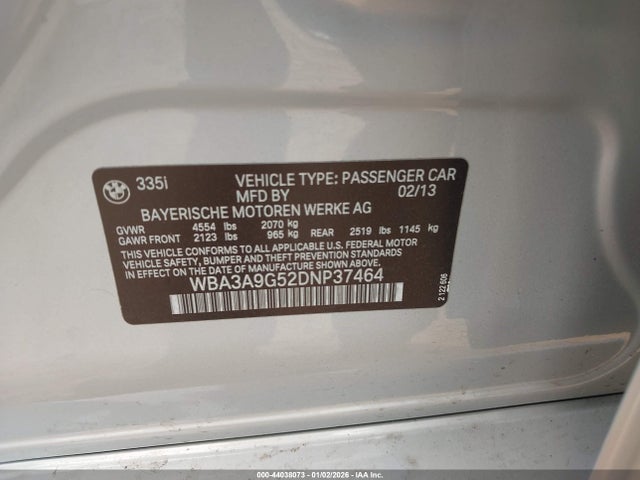 335i VEHICLE TYPE: PASSENGER CAR
MFD BY 02/13
BAYERISCHE MOTOREN WERKE AG
GVWR 4554 lbs 2070 kg
GAWR FRONT 2123 lbs 965 kg REAR 2519 lbs 1145 kg
THIS VEHICLE CONFORMS TO ALL APPLICABLE U.S. FEDERAL MOTOR
VEHICLE SAFETY, BUMPER AND THEFT PREVENTION STANDARDS
IN EFFECT ON THE DATE OF MANUFACTURE SHOWN ABOVE.
WBA3A9G52DNP37464
2 122 606
000-44038073 - 01/02/2026 - IAA